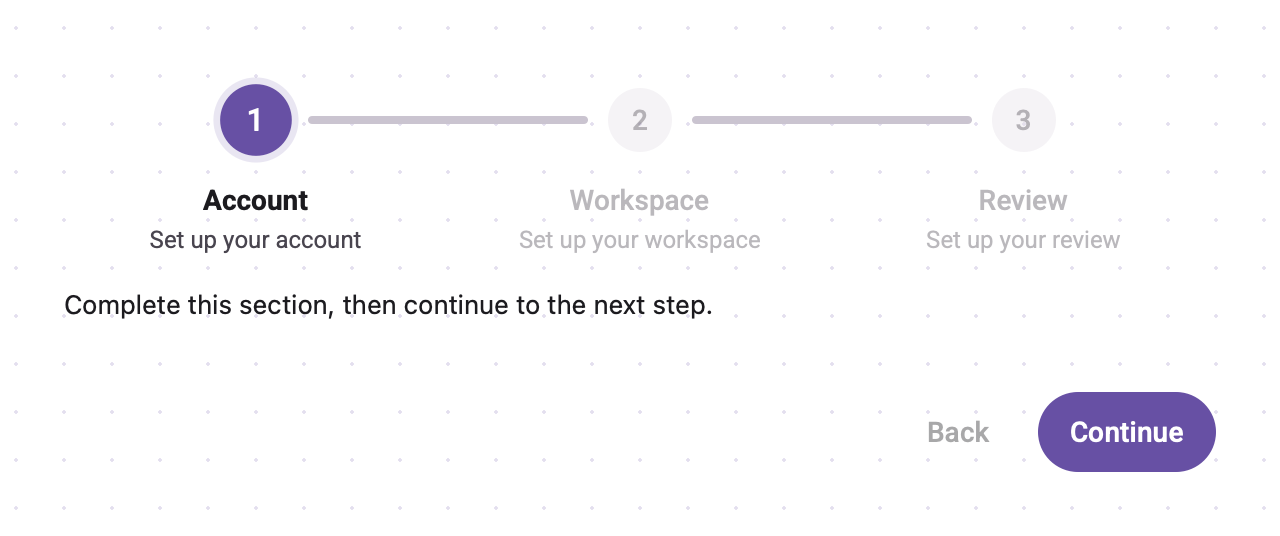 1
2
3
Account
Workspace
Review
Set up your account
Set up your workspace
Set up your review
Complete this section, then continue to the next step.
Back
Continue